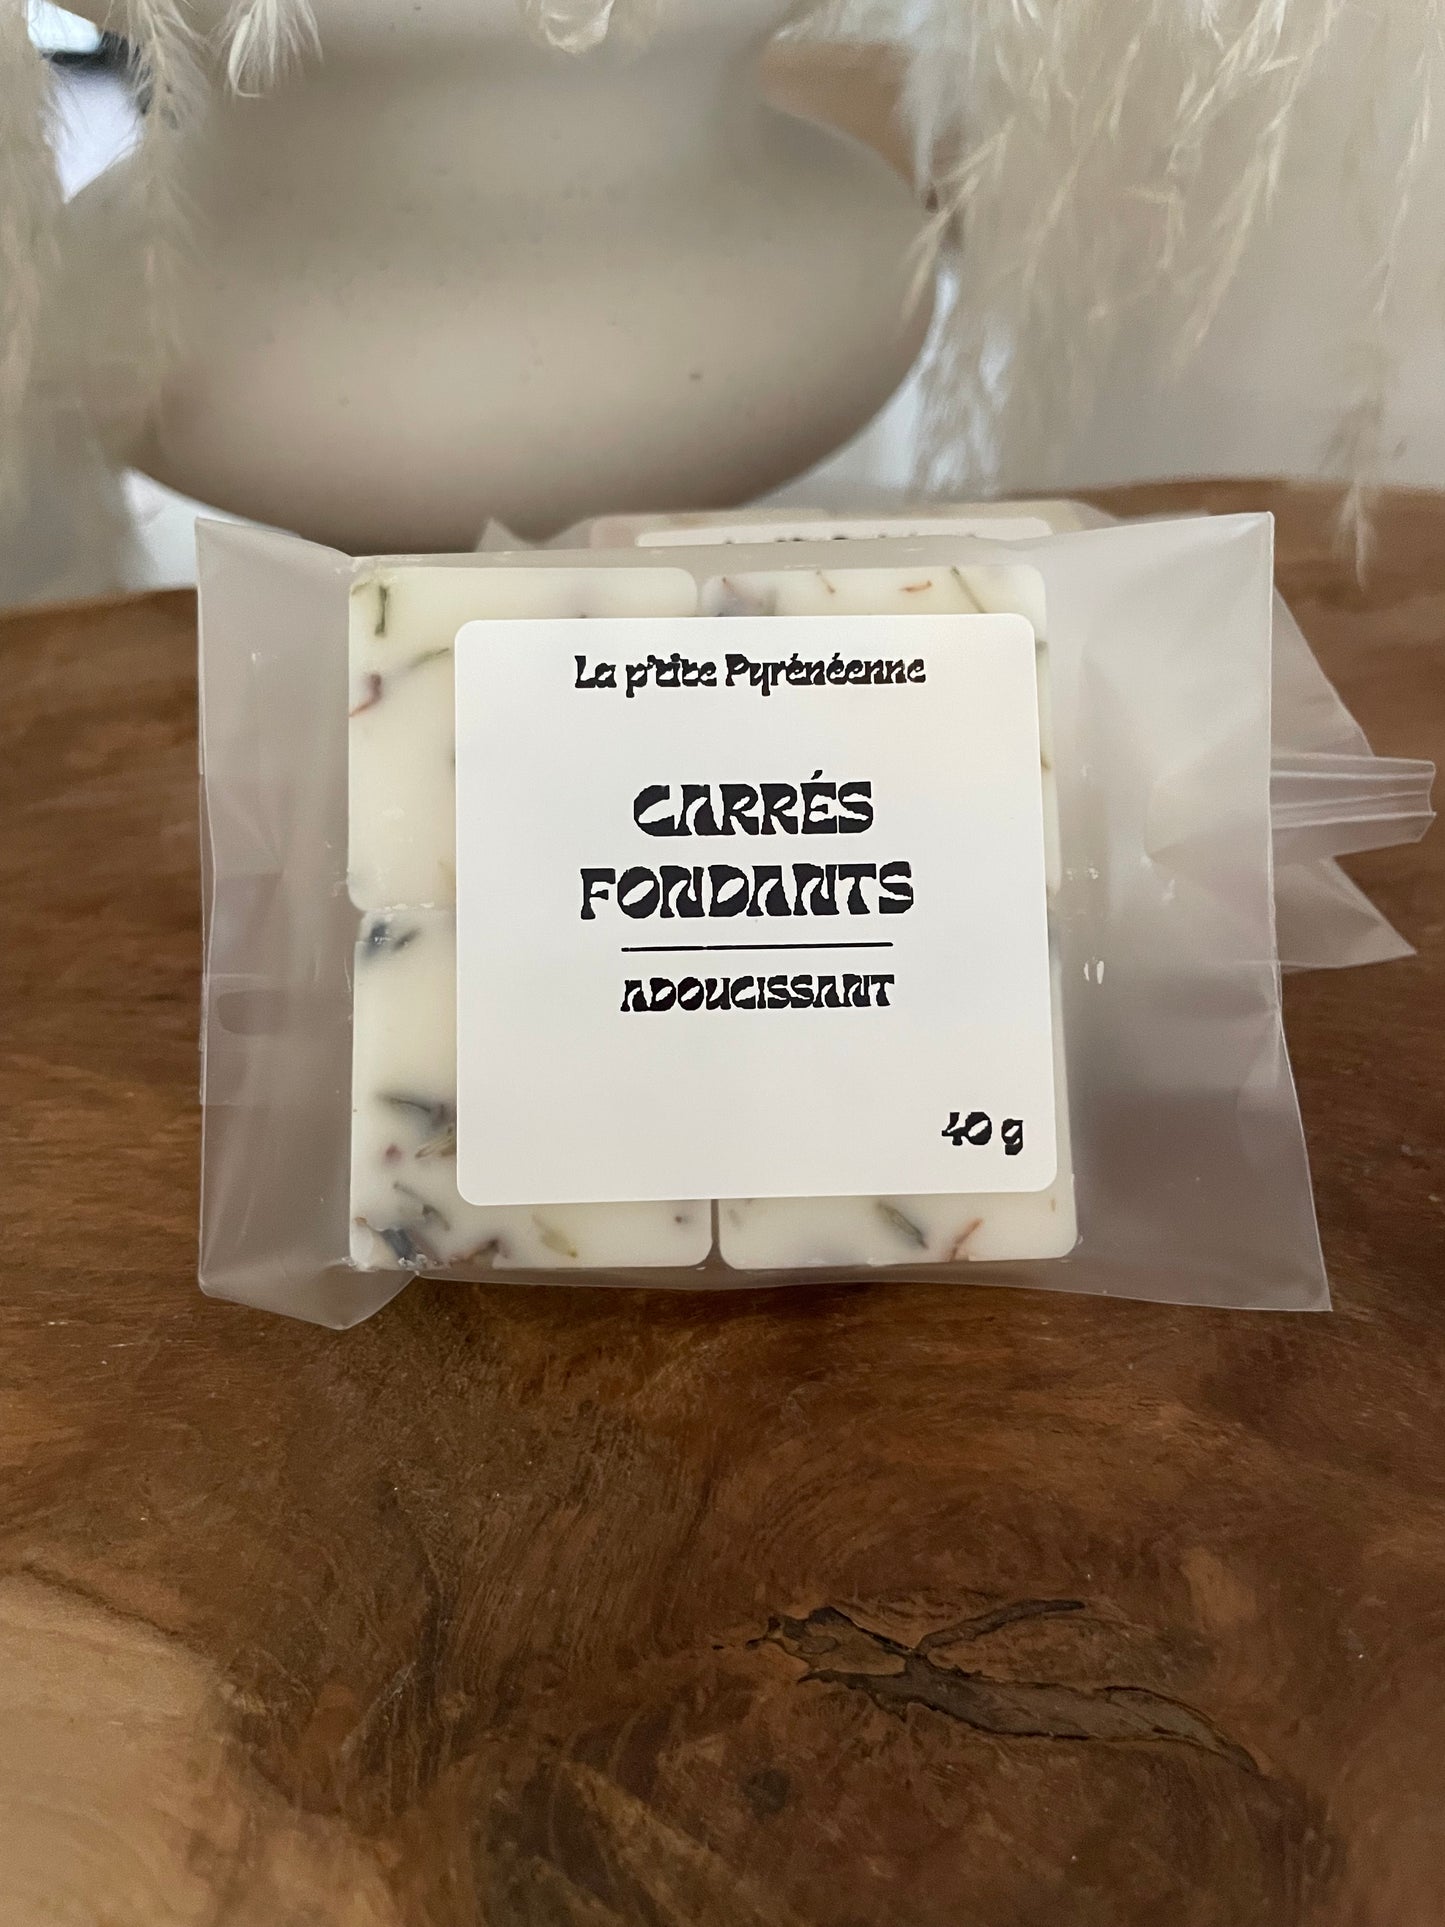 La p'tite Pyrénéenne
CARRÉS
FONDANTS
ADOUCISSANT
40 g